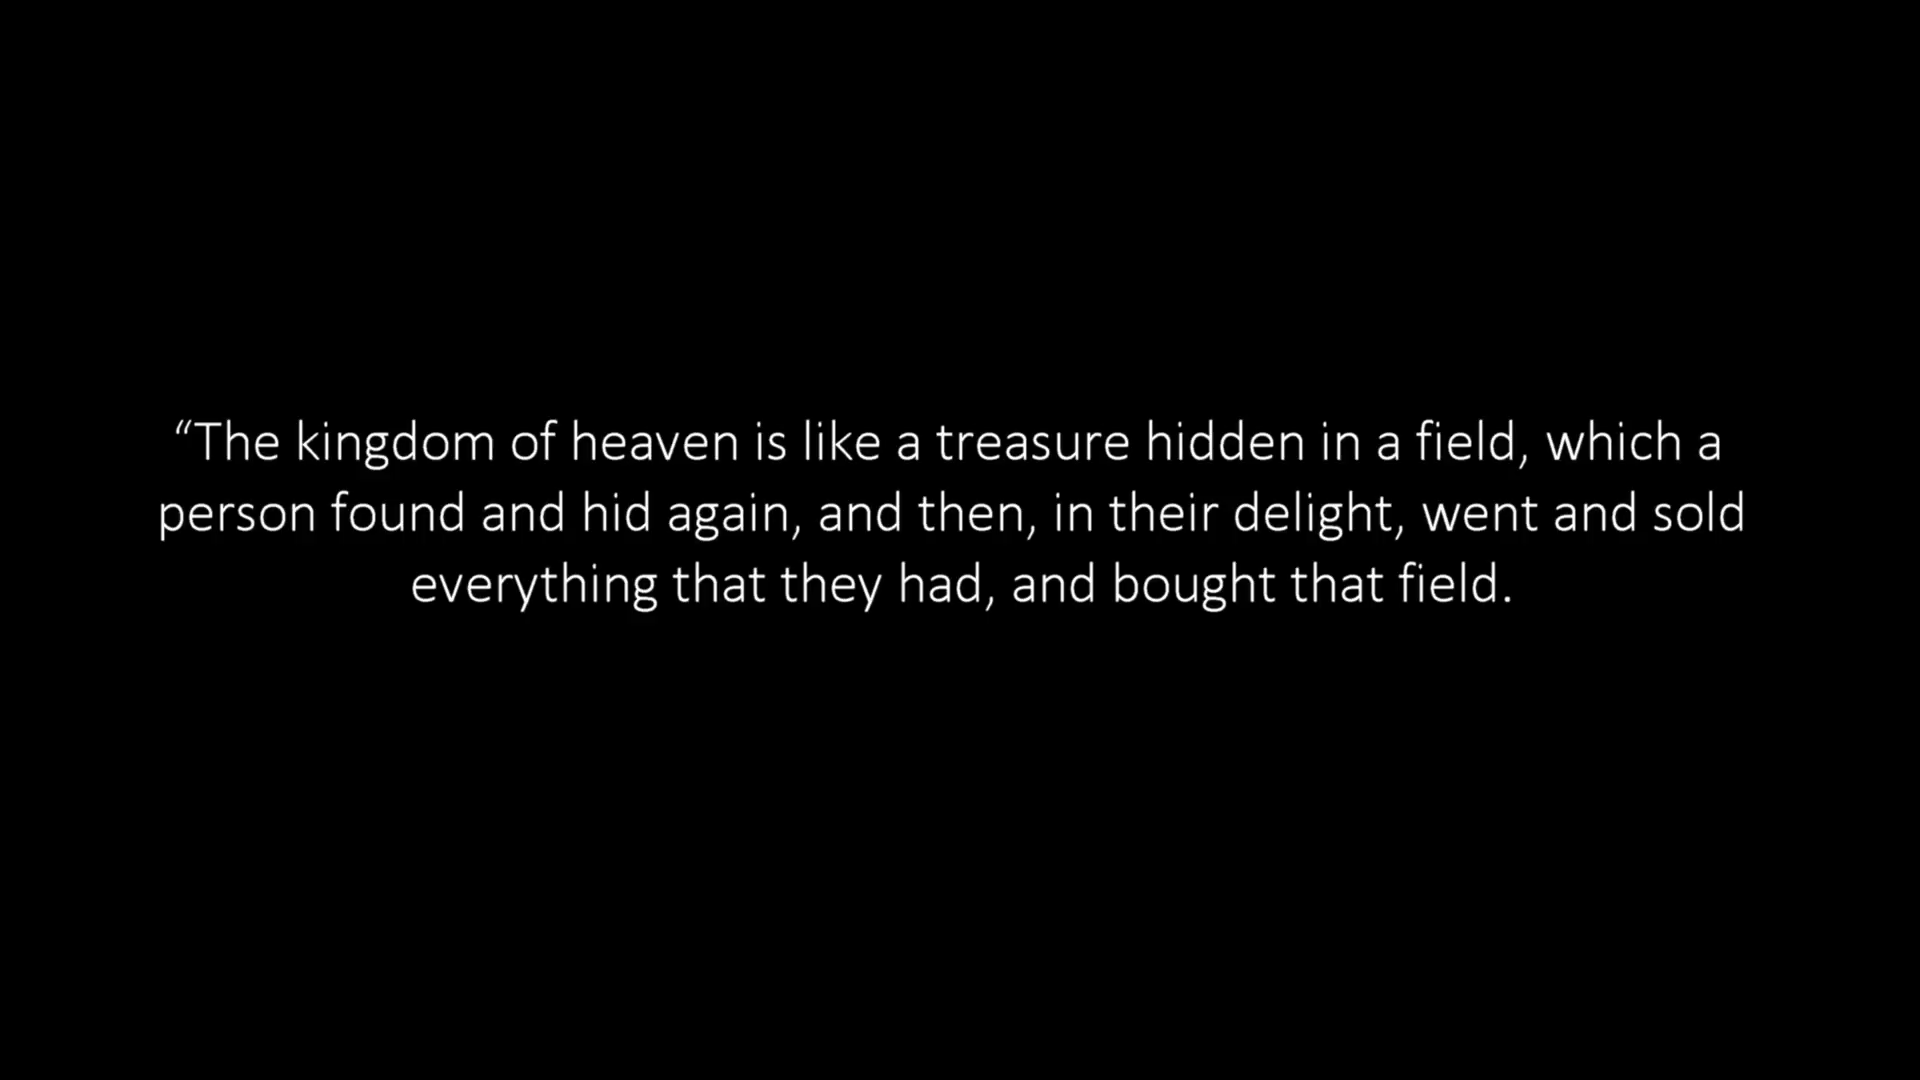 “The kingdom of heaven is like a treasure hidden in a field, which a
person found and hid again, and then, in their delight, went and sold
everything that they had, and bought that field.